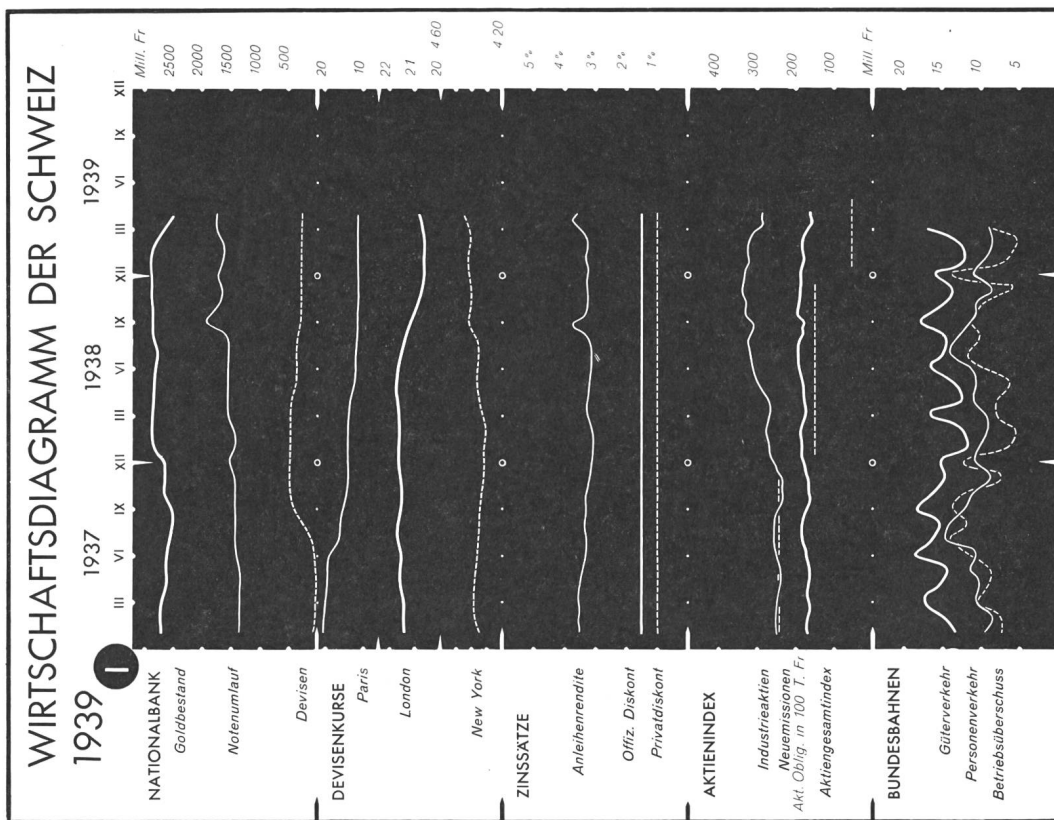 WIRTSCHAFTSDIAGRAMM DER SCHWEIZ
1939
I
1937
1938
1939
III
VI
IX
XII
III
VI
IX
XII
III
VI
IX
XII
NATIONALBANK
Goldbestand
Notenumlauf
Devisen
Mill. Fr
2500
2000
1500
1000
500
DEVISENKURSE
Paris
London
New York
20
10
22
21
20
4 60
4 20
ZINSSÄTZE
Anleihenrendite
Offiz. Diskont
Privatdiskont
5 %
4 %
3 %
2 %
1 %
AKTIENINDEX
Industrieaktien
Neuemissionen
Akt. Oblig. in 100 T. Fr
Aktiengesamtindex
400
300
200
100
BUNDESBAHNEN
Güterverkehr
Personenverkehr
Betriebsüberschuss
Mill. Fr
20
15
10
5